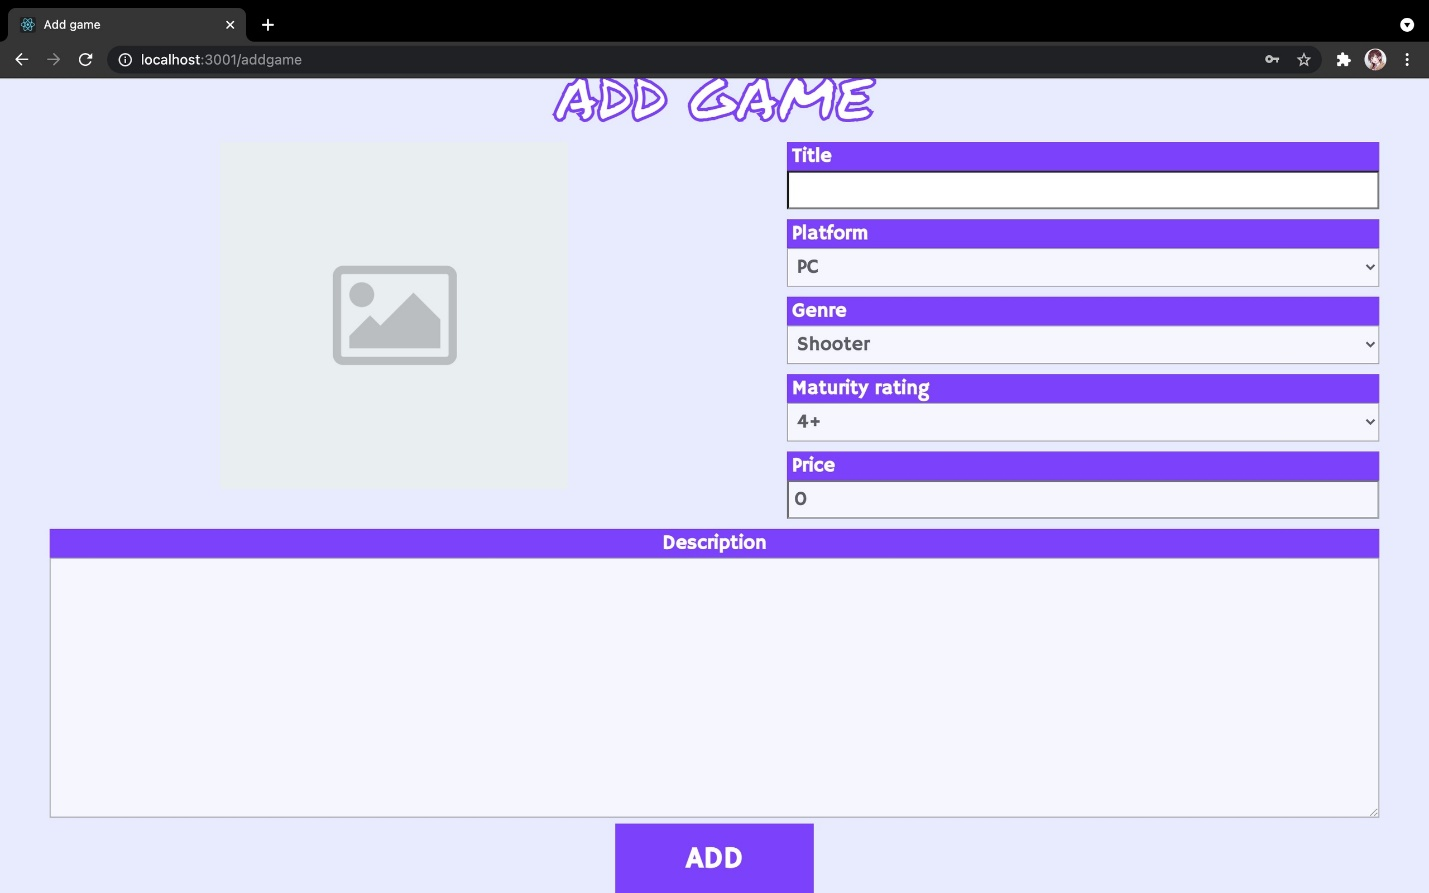 Add game
localhost:3001/addgame
ADD GAME
Title
Platform
PC
Genre
Shooter
Maturity rating
4+
Price
0
Description
ADD